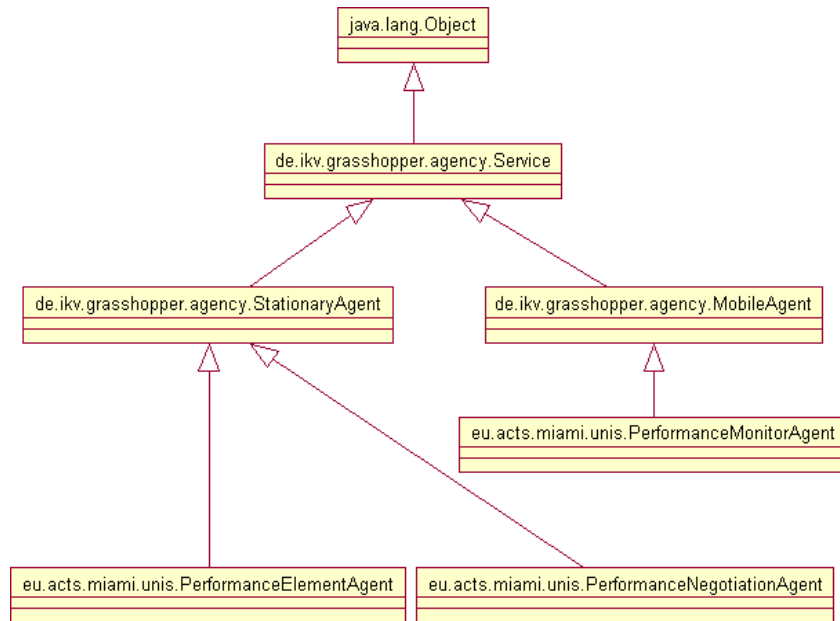 java.lang.Object
de.ikv.grasshopper.agency.Service
de.ikv.grasshopper.agency.StationaryAgent
de.ikv.grasshopper.agency.MobileAgent
eu.acts.miami.unis.PerformanceMonitorAgent
eu.acts.miami.unis.PerformanceElementAgent
eu.acts.miami.unis.PerformanceNegotiationAgent